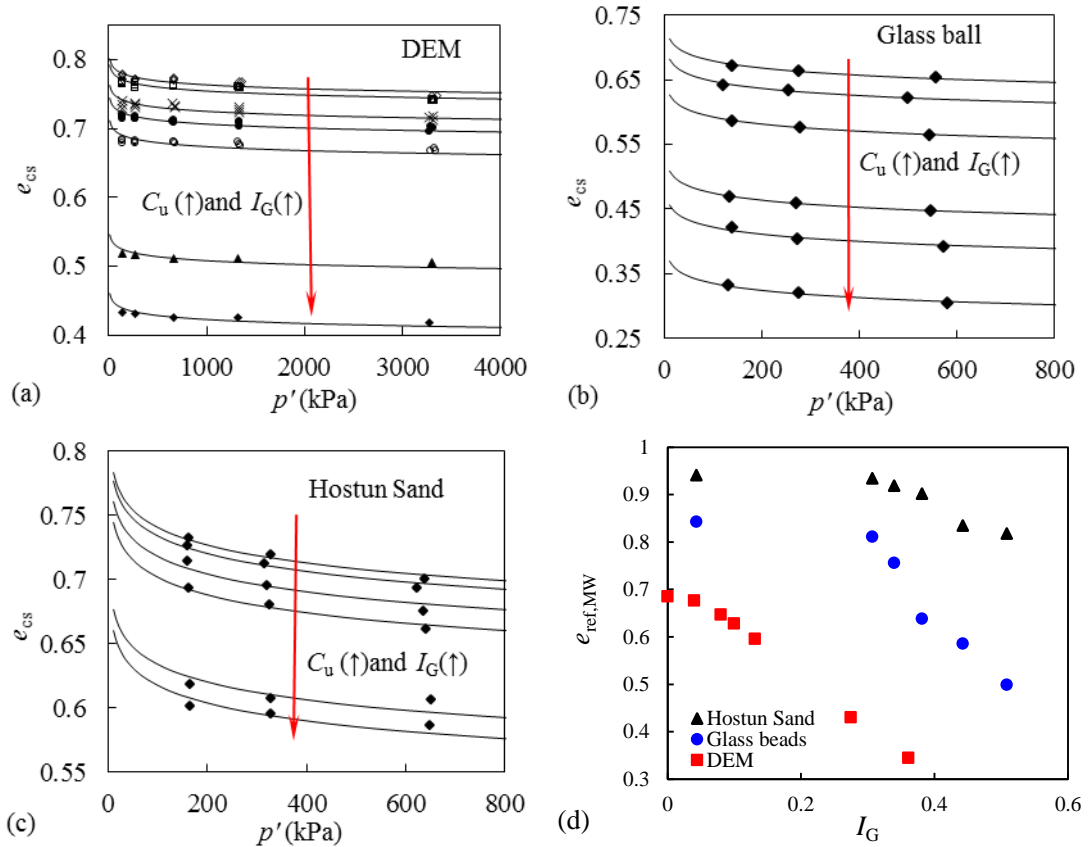 DEM
0.8
0.7
0.6
0.5
0.4
e_cs
C_u (↑)and I_G(↑)
0 1000 2000 3000 4000
p′(kPa)
(a)
Glass ball
0.75
0.65
0.55
0.45
0.35
0.25
e_cs
C_u (↑)and I_G(↑)
0 200 400 600 800
p′(kPa)
(b)
Hostun Sand
0.8
0.75
0.7
0.65
0.6
0.55
e_cs
C_u (↑)and I_G(↑)
0 200 400 600 800
p′(kPa)
(c)
1
0.9
0.8
0.7
0.6
0.5
0.4
0.3
e_ref,MW
Hostun Sand
Glass beads
DEM
0 0.2 0.4 0.6
I_G
(d)